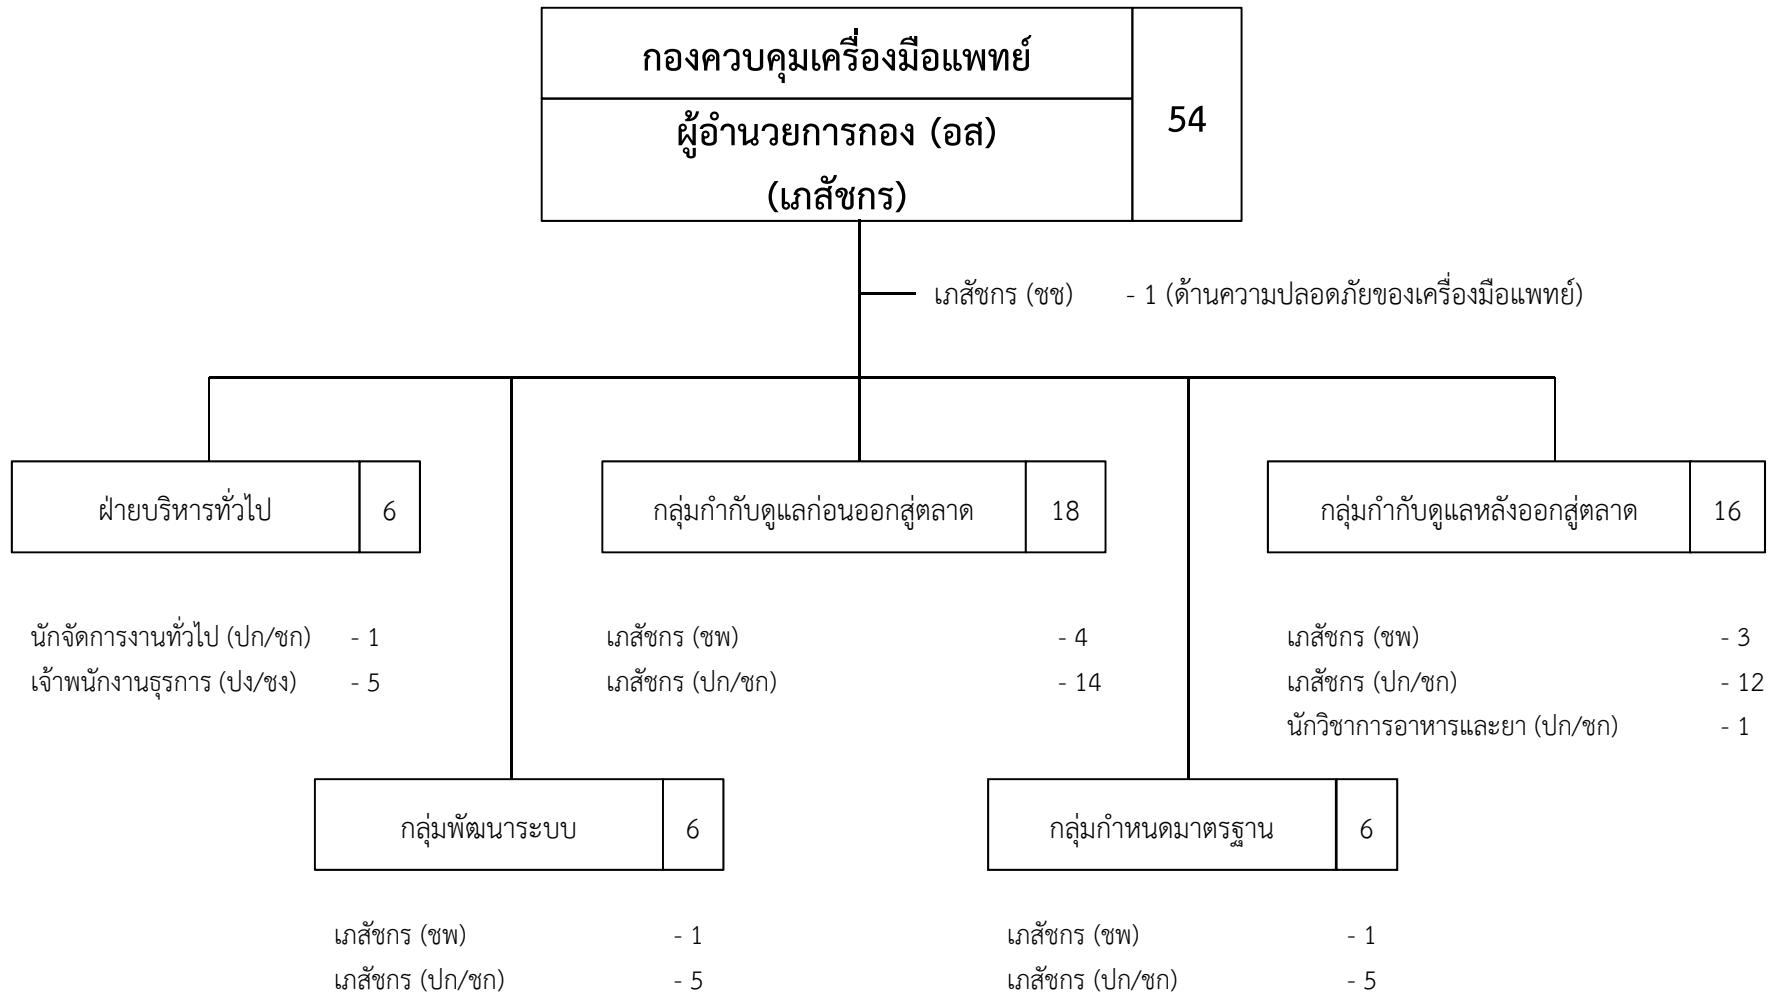 กองควบคุมเครื่องมือแพทย์
ผู้อำนวยการกอง (อส)
(เภสัชกร)
54
เภสัชกร (ชช) - 1 (ด้านความปลอดภัยของเครื่องมือแพทย์)
ฝ่ายบริหารทั่วไป 6
นักจัดการงานทั่วไป (ปก/ชก) - 1
เจ้าพนักงานธุรการ (ปง/ชง) - 5
กลุ่มกำกับดูแลก่อนออกสู่ตลาด 18
เภสัชกร (ชพ) - 4
เภสัชกร (ปก/ชก) - 14
กลุ่มกำกับดูแลหลังออกสู่ตลาด 16
เภสัชกร (ชพ) - 3
เภสัชกร (ปก/ชก) - 12
นักวิชาการอาหารและยา (ปก/ชก) - 1
กลุ่มพัฒนาระบบ 6
เภสัชกร (ชพ) - 1
เภสัชกร (ปก/ชก) - 5
กลุ่มกำหนดมาตรฐาน 6
เภสัชกร (ชพ) - 1
เภสัชกร (ปก/ชก) - 5